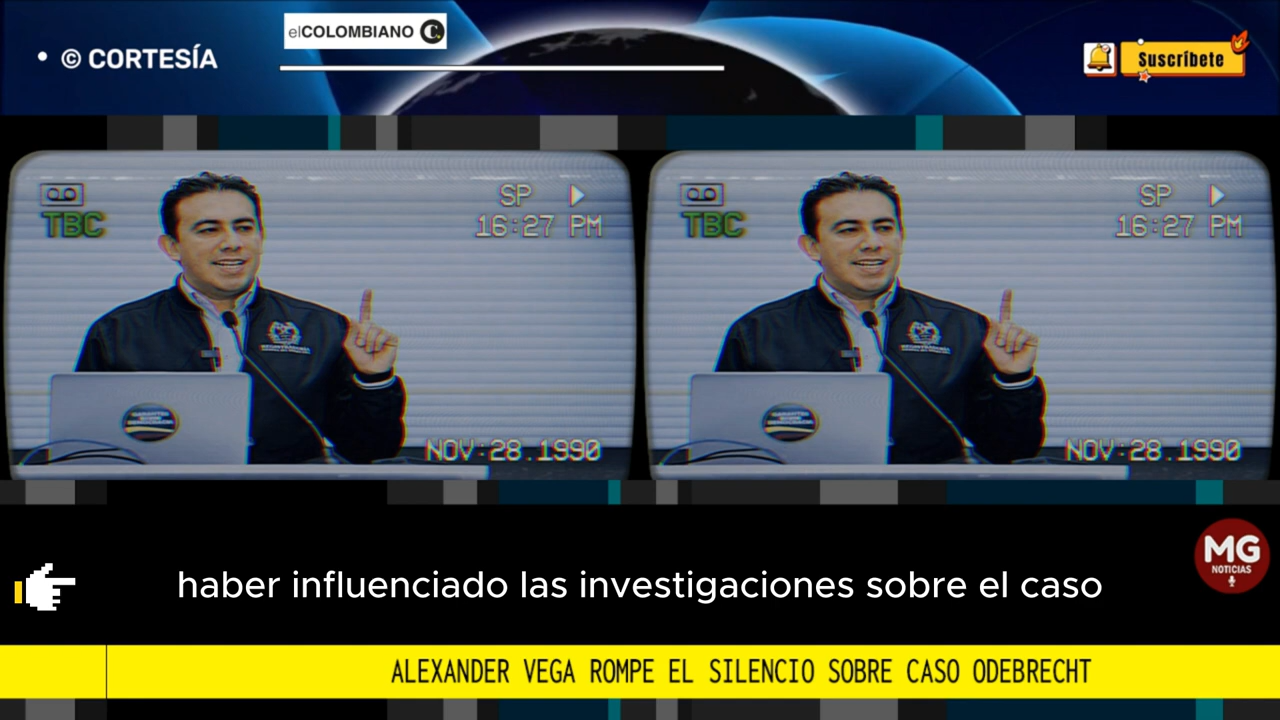 elCOLOMBIANO C
• © CORTESÍA
Suscríbete
TBC
SP
16:27 PM
NOV:28.1990
TBC
SP
16:27 PM
NOV:28.1990
haber influenciado las investigaciones sobre el caso
MG
NOTICIAS
ALEXANDER VEGA ROMPE EL SILENCIO SOBRE CASO ODEBRECHT